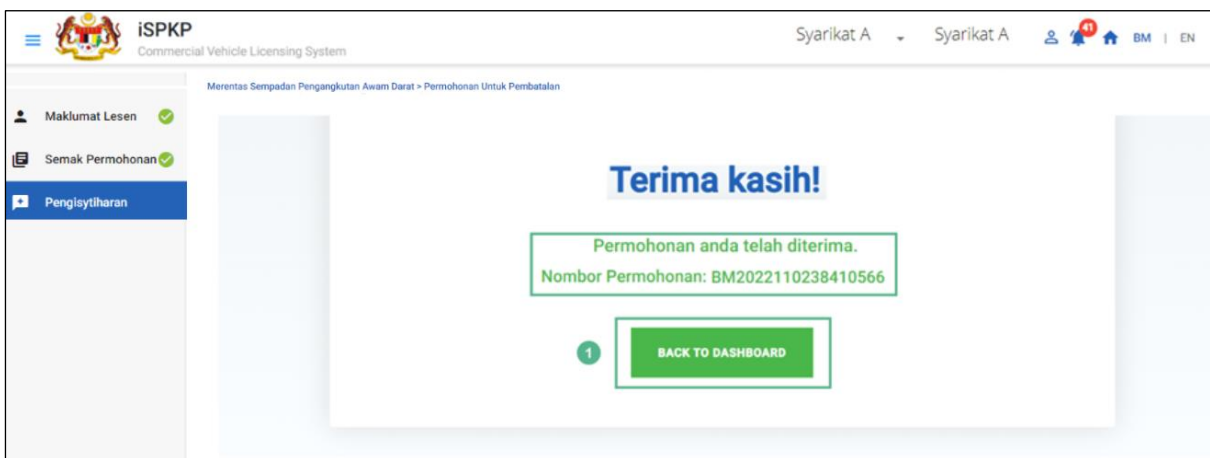 iSPKP
Commercial Vehicle Licensing System
Syarikat A
Syarikat A
41
BM | EN
Merentas Sempadan Pengangkutan Awam Darat > Permohonan Untuk Pembatalan
Maklumat Lesen
Semak Permohonan
Pengisytiharan
Terima kasih!
Permohonan anda telah diterima.
Nombor Permohonan: BM2022110238410566
1
BACK TO DASHBOARD